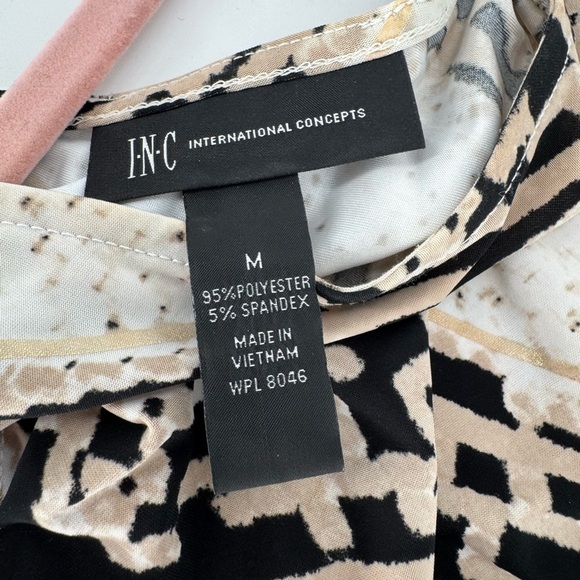 I·N·C INTERNATIONAL CONCEPTS
M
95% POLYESTER
5% SPANDEX
MADE IN
VIETNAM
WPL 8046